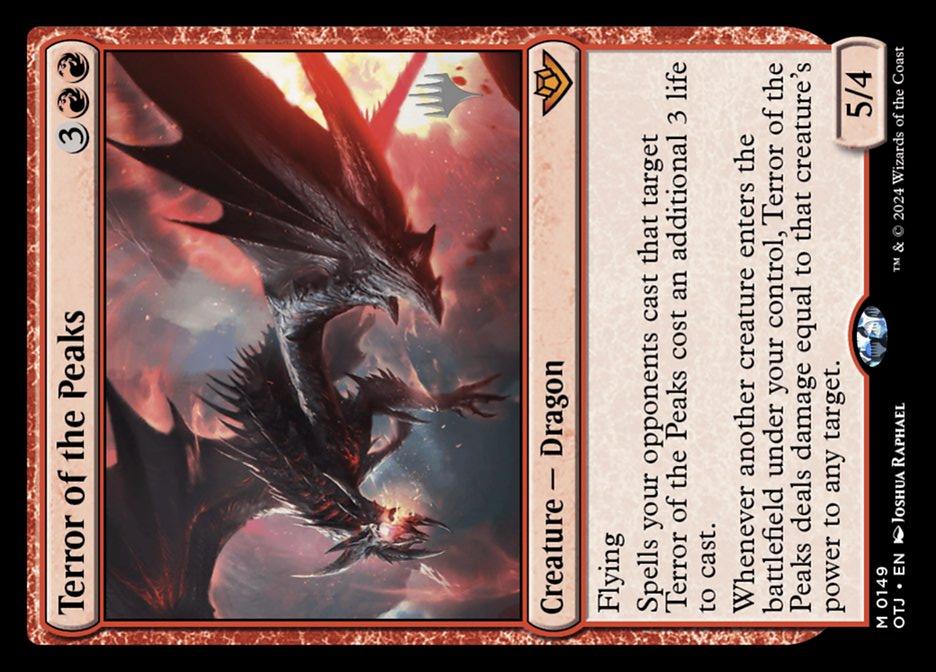 Terror of the Peaks
3
Creature — Dragon
Flying
Spells your opponents cast that target
Terror of the Peaks cost an additional 3 life
to cast.
Whenever another creature enters the
battlefield under your control, Terror of the
Peaks deals damage equal to that creature's
power to any target.
5/4
M 0149
OTJ • EN JOSHUA RAPHAEL
™ & © 2024 Wizards of the Coast